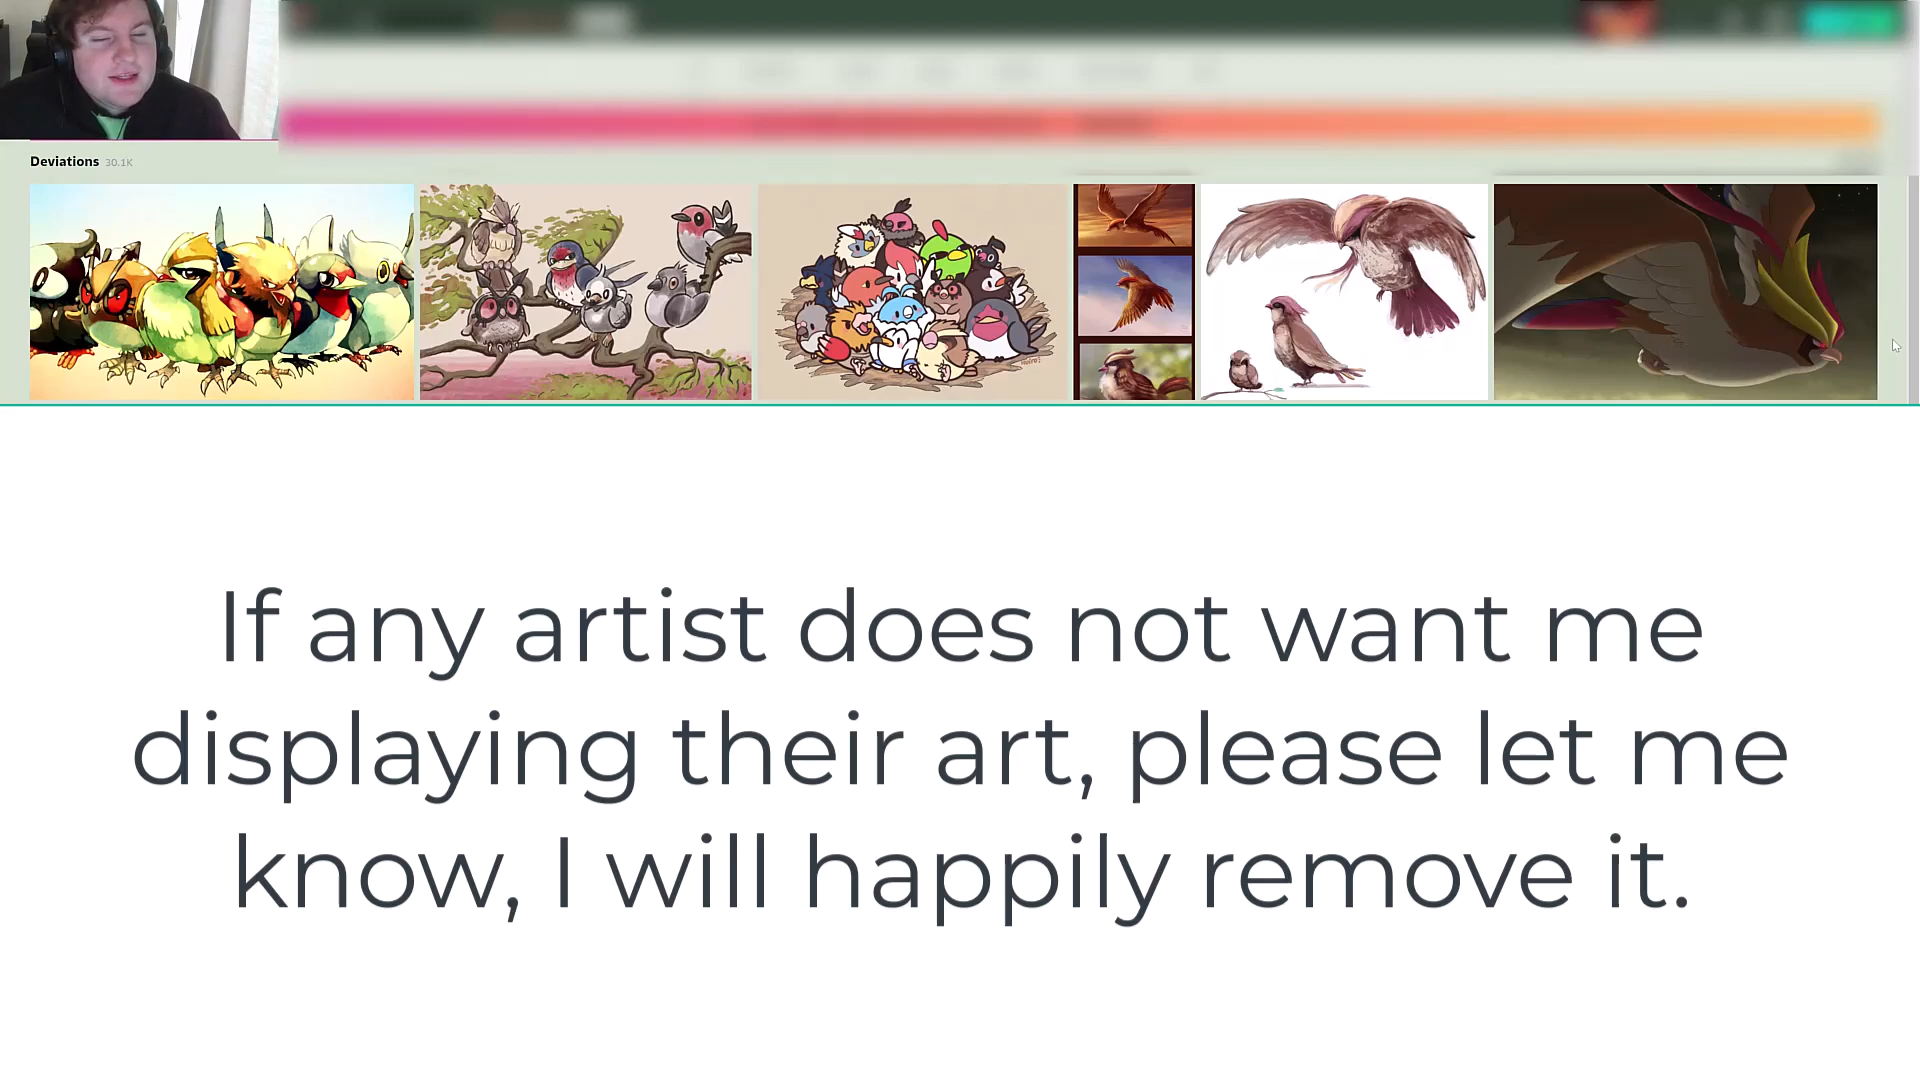 Deviations 30.1K
If any artist does not want me
displaying their art, please let me
know, I will happily remove it.